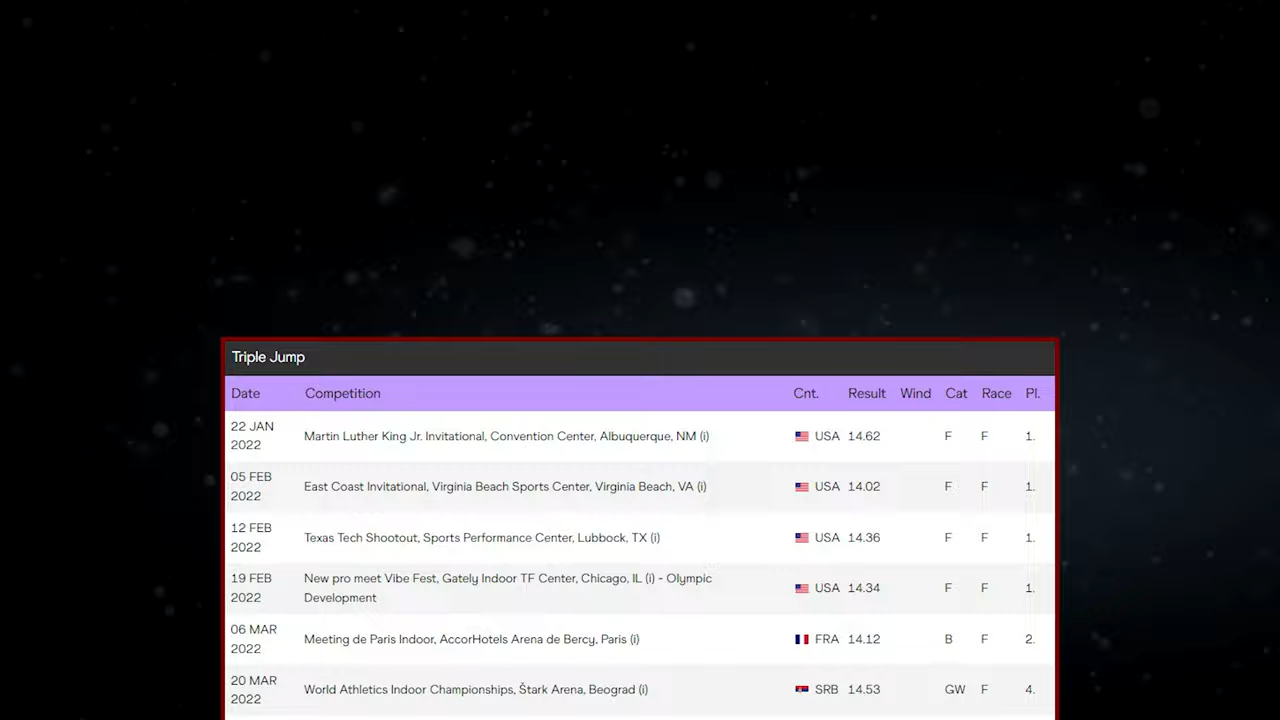 Triple Jump
Date Competition Cnt. Result Wind Cat Race Pl.
22 JAN
2022 Martin Luther King Jr. Invitational, Convention Center, Albuquerque, NM (i) USA 14.62 F F 1.
05 FEB
2022 East Coast Invitational, Virginia Beach Sports Center, Virginia Beach, VA (i) USA 14.02 F F 1.
12 FEB
2022 Texas Tech Shootout, Sports Performance Center, Lubbock, TX (i) USA 14.36 F F 1.
19 FEB
2022 New pro meet Vibe Fest, Gately Indoor TF Center, Chicago, IL (i) - Olympic
Development USA 14.34 F F 1.
06 MAR
2022 Meeting de Paris Indoor, AccorHotels Arena de Bercy, Paris (i) FRA 14.12 B F 2.
20 MAR
2022 World Athletics Indoor Championships, Štark Arena, Beograd (i) SRB 14.53 GW F 4.